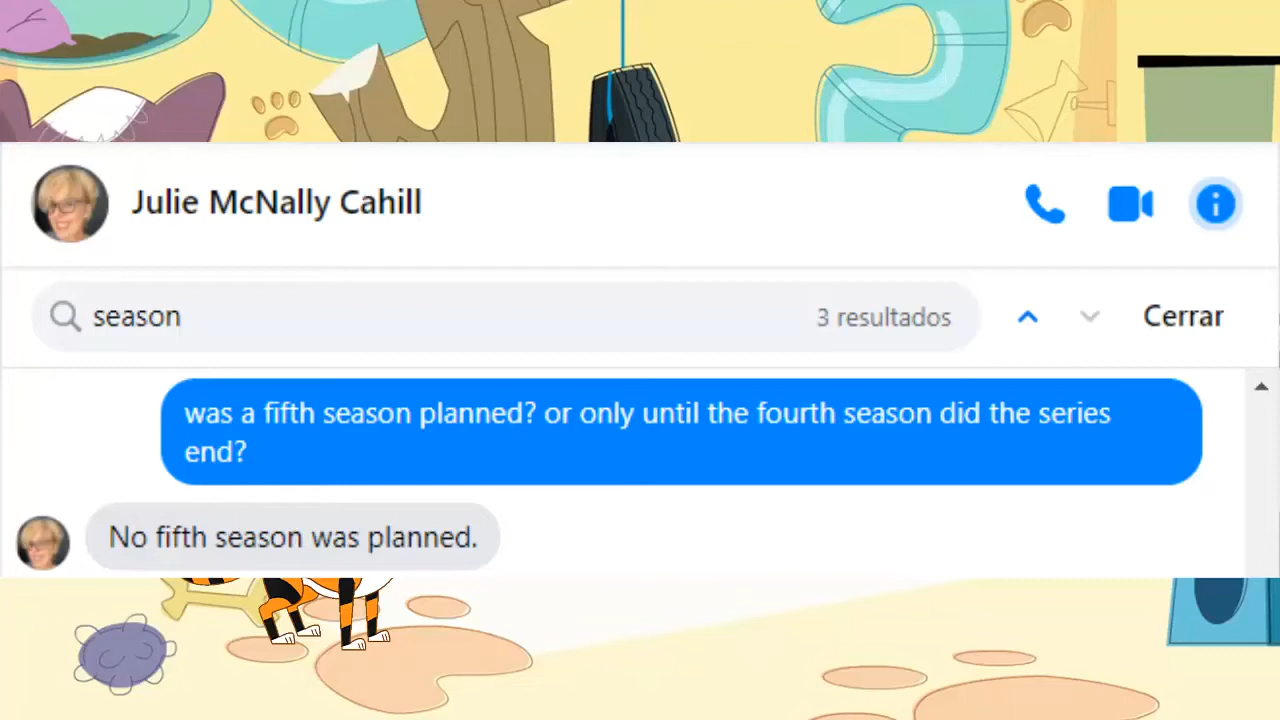 Julie McNally Cahill
season
3 resultados
Cerrar
was a fifth season planned? or only until the fourth season did the series
end?
No fifth season was planned.